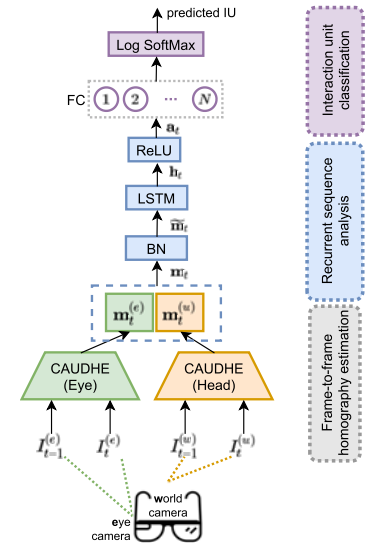 predicted IU
Log SoftMax
FC
1 2 ... N
a_t
ReLU
h_t
LSTM
m̃_t
BN
m_t
m_t^(e) m_t^(w)
CAUDHE
(Eye)
CAUDHE
(Head)
I_{t-1}^(e) I_t^(e) I_{t-1}^(w) I_t^(w)
world
camera
eye
camera
Interaction unit
classification
Recurrent sequence
analysis
Frame-to-frame
homography estimation